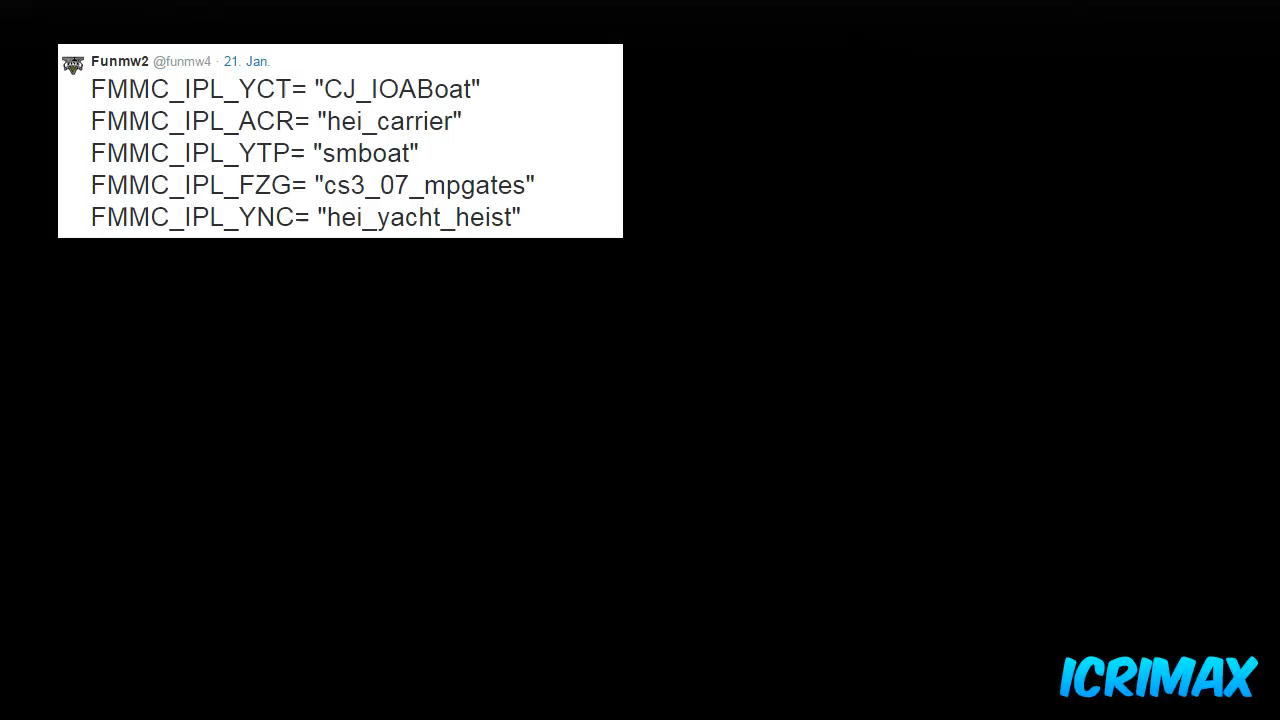 Funmw2 @funmw4 · 21. Jan.
FMMC_IPL_YCT= "CJ_IOABoat"
FMMC_IPL_ACR= "hei_carrier"
FMMC_IPL_YTP= "smboat"
FMMC_IPL_FZG= "cs3_07_mpgates"
FMMC_IPL_YNC= "hei_yacht_heist"
ICRIMAX